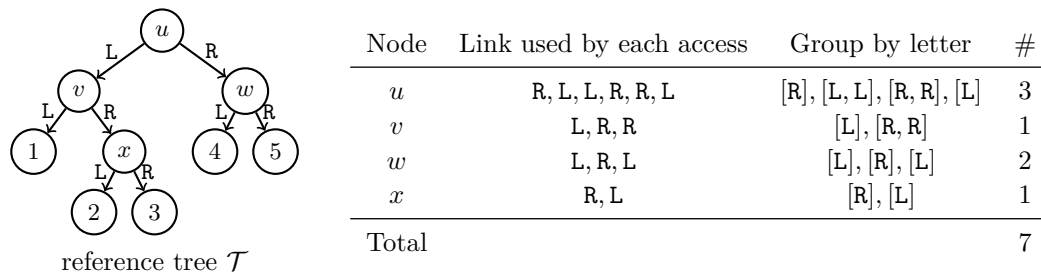 u
L R
v w
L R L R
1 x 4 5
L R
2 3
reference tree 𝒯
Node Link used by each access Group by letter #
u R, L, L, R, R, L [R], [L, L], [R, R], [L] 3
v L, R, R [L], [R, R] 1
w L, R, L [L], [R], [L] 2
x R, L [R], [L] 1
Total 7